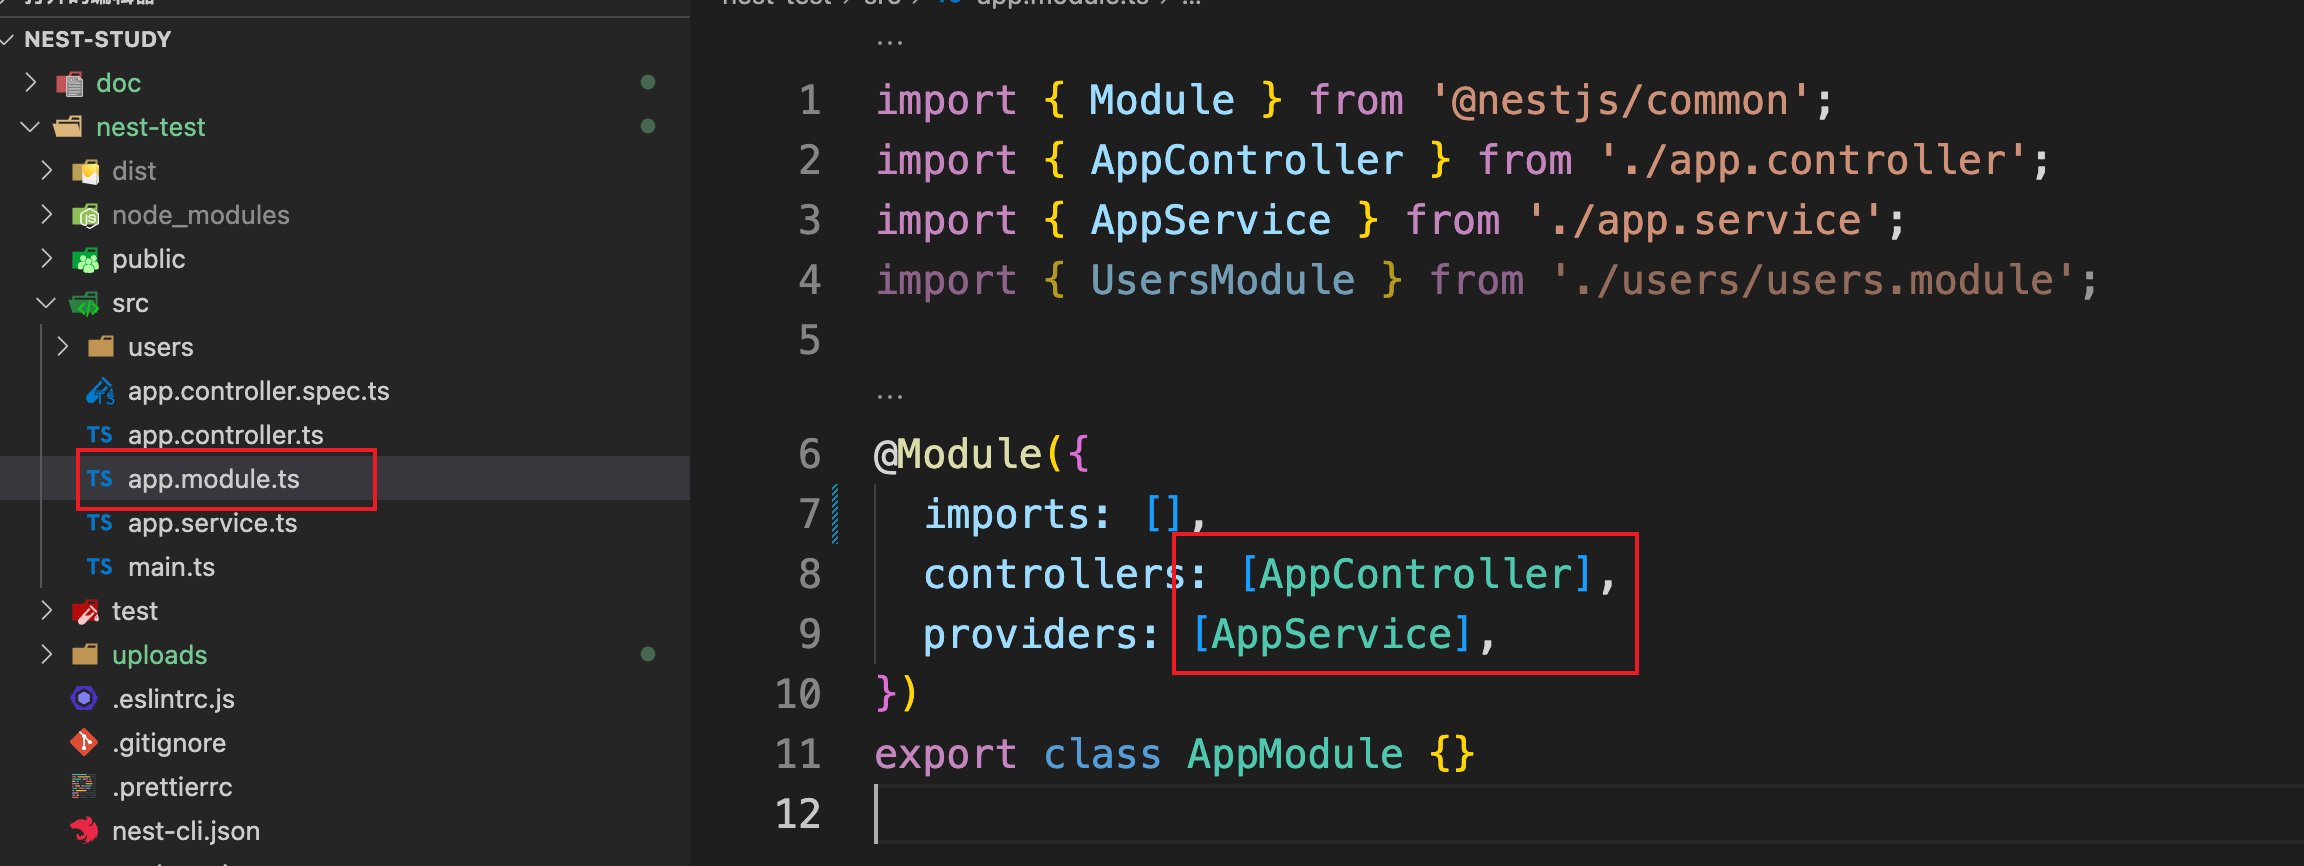 NEST-STUDY
doc
nest-test
dist
node_modules
public
src
users
app.controller.spec.ts
TS app.controller.ts
TS app.module.ts
TS app.service.ts
TS main.ts
test
uploads
.eslintrc.js
.gitignore
.prettierrc
nest-cli.json
...
1 import { Module } from '@nestjs/common';
2 import { AppController } from './app.controller';
3 import { AppService } from './app.service';
4 import { UsersModule } from './users/users.module';
5
...
6 @Module({
7 imports: [],
8 controllers: [AppController],
9 providers: [AppService],
10 })
11 export class AppModule {}
12